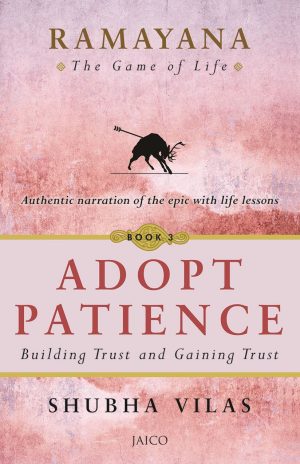 RAMAYANA
The Game of Life
Authentic narration of the epic with life lessons
BOOK 3
ADOPT
PATIENCE
Building Trust and Gaining Trust
SHUBHA VILAS
JAICO